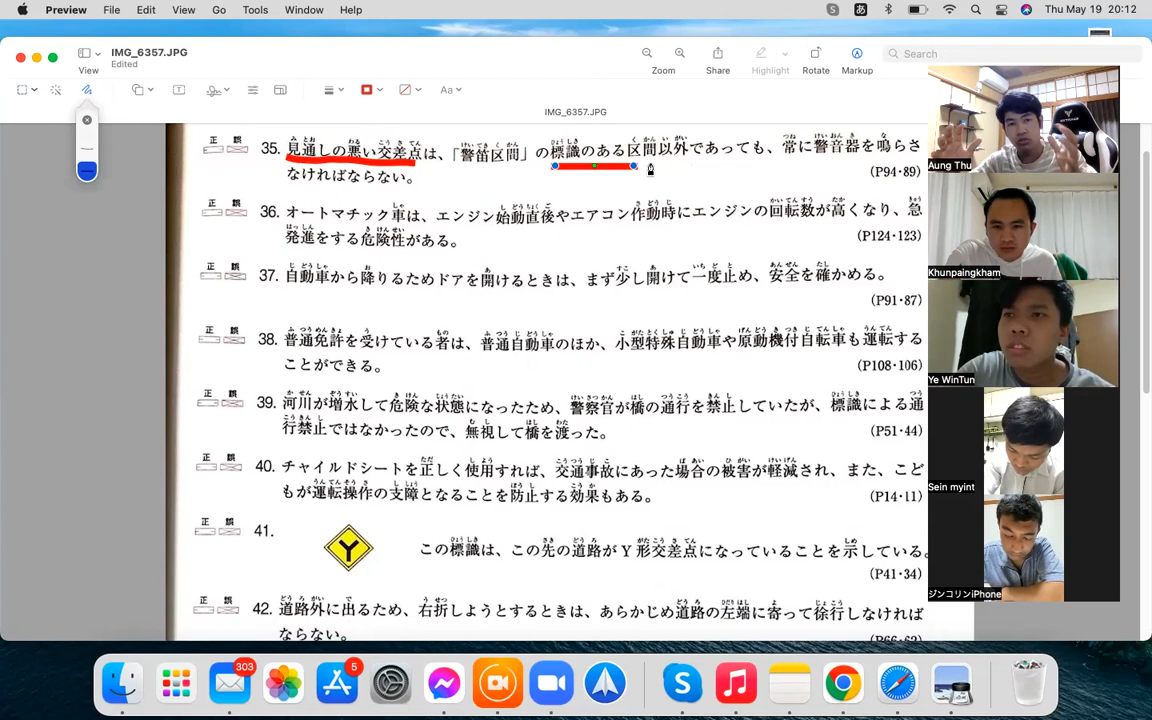 Preview File Edit View Go Tools Window Help
あ
Thu May 19 20:12
IMG_6357.JPG
Edited
View
Zoom
Share
Highlight
Rotate
Markup
Search
Aa
IMG_6357.JPG
正 誤 35. 見通しの悪い交差点は、「警笛区間」の標識のある区間以外であっても、常に警音器を鳴らさ
なければならない。 (P94・89)
正 誤 36. オートマチック車は、エンジン始動直後やエアコン作動時にエンジンの回転数が高くなり、急
発進をする危険性がある。 (P124・123)
正 誤 37. 自動車から降りるためドアを開けるときは、まず少し開けて一度止め、安全を確かめる。
(P91・87)
正 誤 38. 普通免許を受けている者は、普通自動車のほか、小型特殊自動車や原動機付自転車も運転する
ことができる。 (P108・106)
正 誤 39. 河川が増水して危険な状態になったため、警察官が橋の通行を禁止していたが、標識による通
行禁止ではなかったので、無視して橋を渡った。 (P51・44)
正 誤 40. チャイルドシートを正しく使用すれば、交通事故にあった場合の被害が軽減され、また、こど
もが運転操作の支障となることを防止する効果もある。 (P14・11)
正 誤 41. この標識は、この先の道路がY形交差点になっていることを示している。
(P41・34)
正 誤 42. 道路外に出るため、右折しようとするときは、あらかじめ道路の左端に寄って徐行しなければ
ならない。
Aung Thu
Khunpaingkham
Ye WinTun
Sein myint
ジンコリンiPhone
303
5